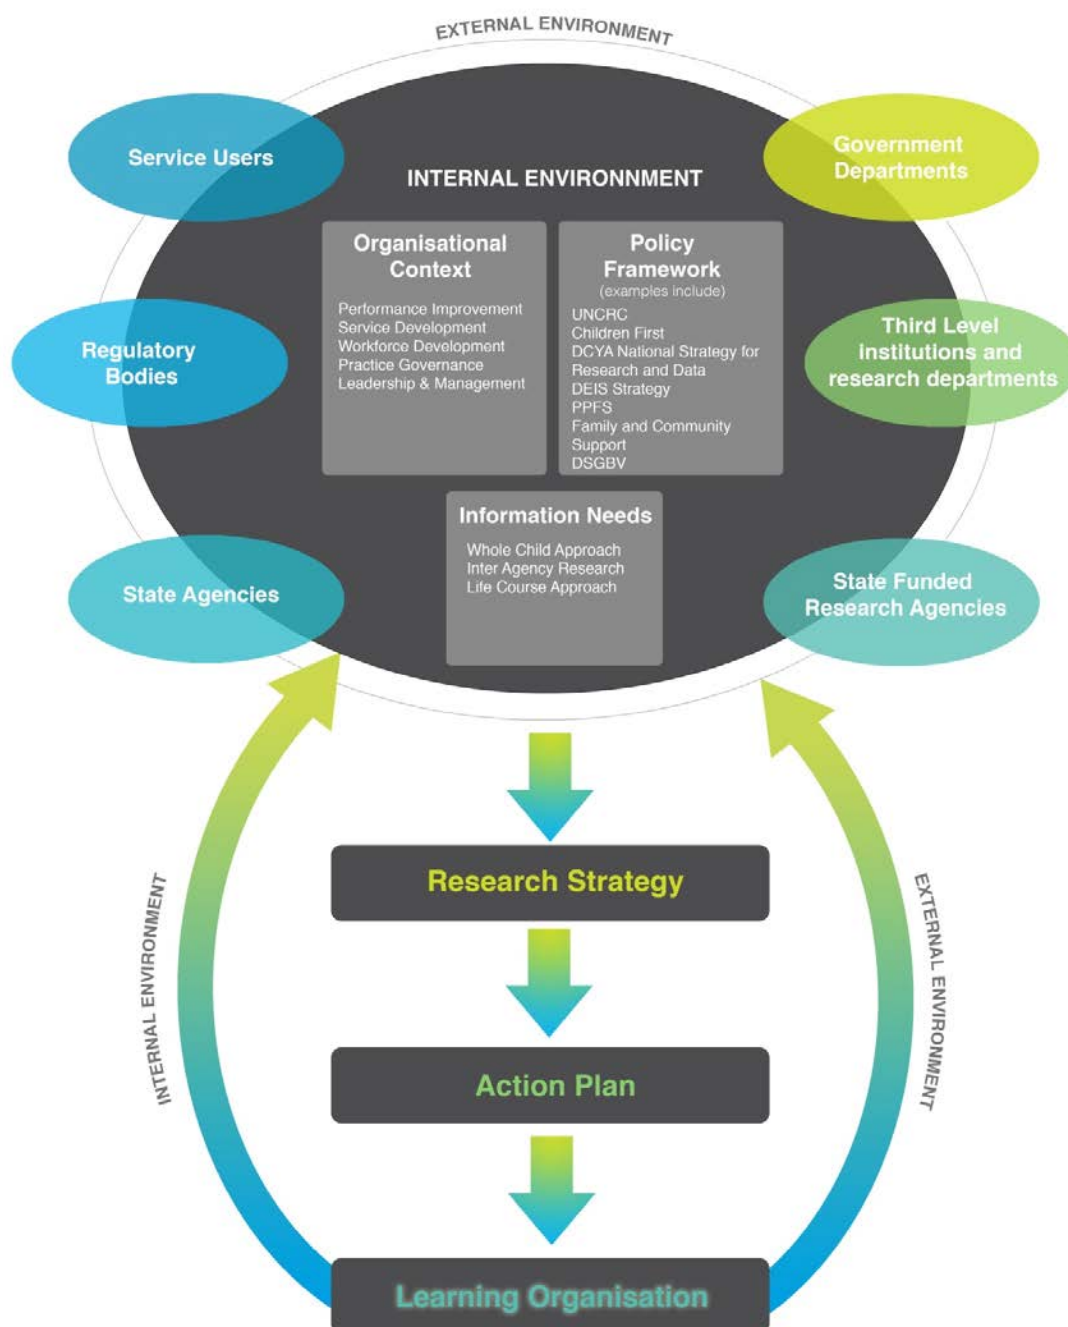 EXTERNAL ENVIRONMENT
Service Users
Government
Departments
INTERNAL ENVIRONNMENT
Organisational
Context
Performance Improvement
Service Development
Workforce Development
Practice Governance
Leadership & Management
Policy
Framework
(examples include)
UNCRC
Children First
DCYA National Strategy for
Research and Data
DEIS Strategy
PPFS
Family and Community
Support
DSGBV
Regulatory
Bodies
Third Level
institutions and
research departments
Information Needs
Whole Child Approach
Inter Agency Research
Life Course Approach
State Agencies
State Funded
Research Agencies
Research Strategy
INTERNAL ENVIRONMENT
EXTERNAL ENVIRONMENT
Action Plan
Learning Organisation